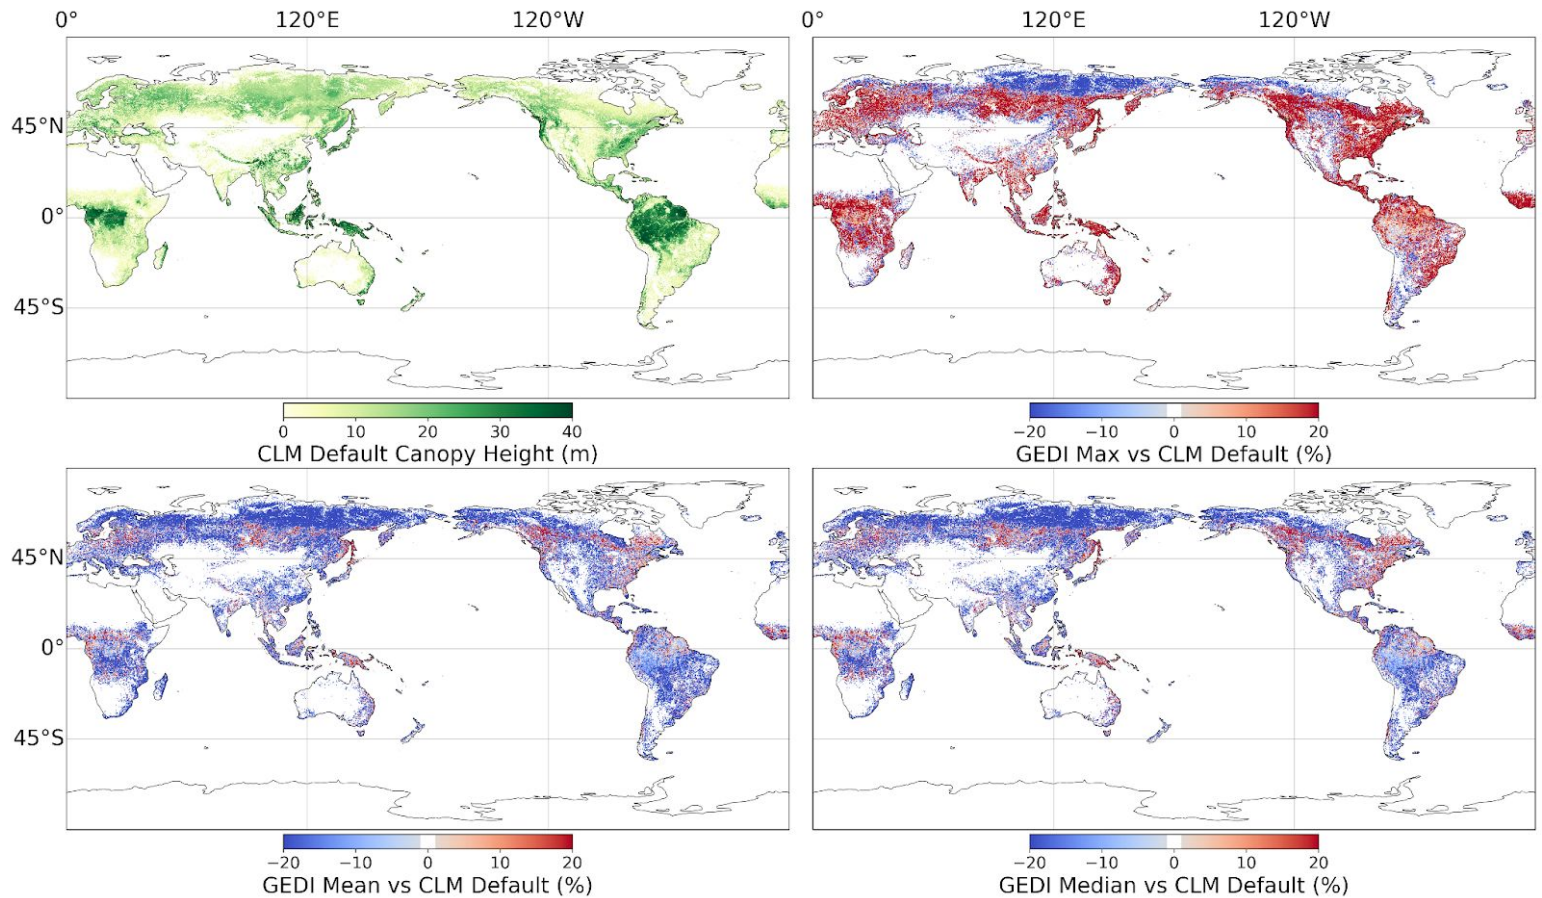 0° 120°E 120°W 0° 120°E 120°W
45°N
0°
45°S
0 10 20 30 40
CLM Default Canopy Height (m)
−20 −10 0 10 20
GEDI Max vs CLM Default (%)
45°N
0°
45°S
−20 −10 0 10 20
GEDI Mean vs CLM Default (%)
−20 −10 0 10 20
GEDI Median vs CLM Default (%)